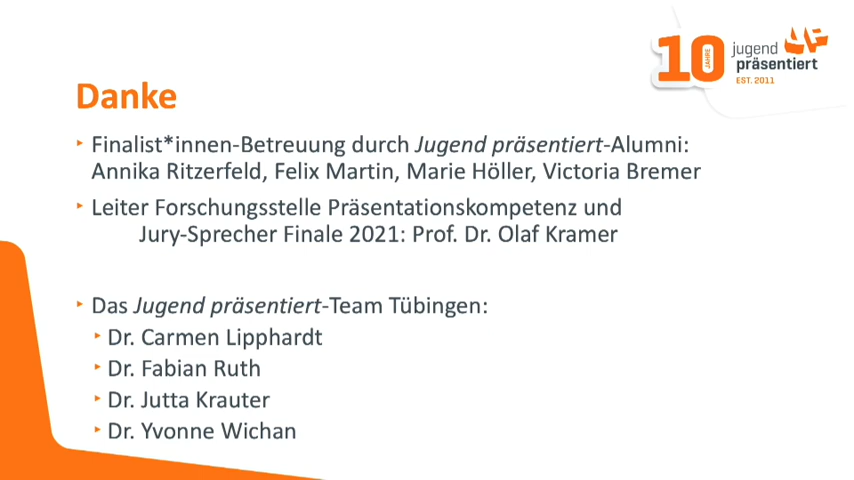 10
JAHRE
jugend
präsentiert
EST. 2011
Danke
Finalist*innen-Betreuung durch Jugend präsentiert-Alumni:
Annika Ritzerfeld, Felix Martin, Marie Höller, Victoria Bremer
Leiter Forschungsstelle Präsentationskompetenz und
Jury-Sprecher Finale 2021: Prof. Dr. Olaf Kramer
Das Jugend präsentiert-Team Tübingen:
Dr. Carmen Lipphardt
Dr. Fabian Ruth
Dr. Jutta Krauter
Dr. Yvonne Wichan